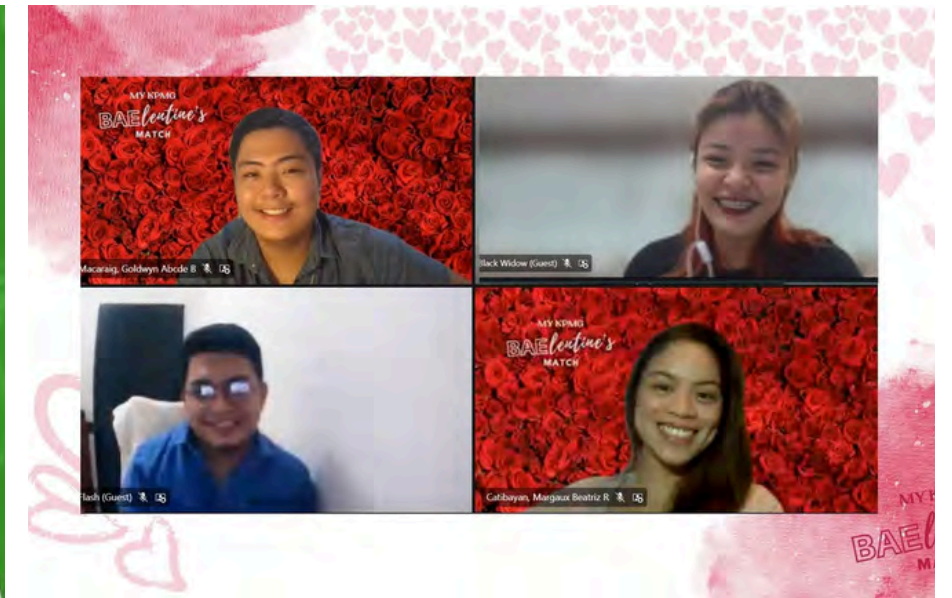 MY KPMG
BAElentine's
MATCH
Macaraig, Goldwyn Abcde B
Black Widow (Guest)
Flash (Guest)
MY KPMG
BAElentine's
MATCH
Catibayan, Margaux Beatriz R
MY
BAE